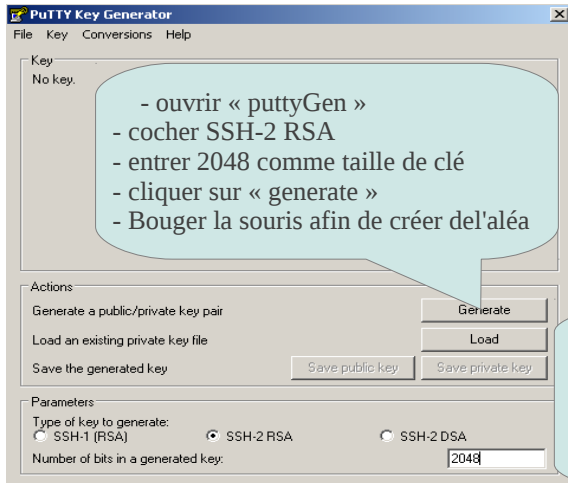 PuTTY Key Generator
File Key Conversions Help
Key
No key.
- ouvrir « puttyGen »
- cocher SSH-2 RSA
- entrer 2048 comme taille de clé
- cliquer sur « generate »
- Bouger la souris afin de créer del'aléa
Actions
Generate a public/private key pair
Generate
Load an existing private key file
Load
Save the generated key
Save public key
Save private key
Parameters
Type of key to generate:
SSH-1 (RSA)
SSH-2 RSA
SSH-2 DSA
Number of bits in a generated key:
2048